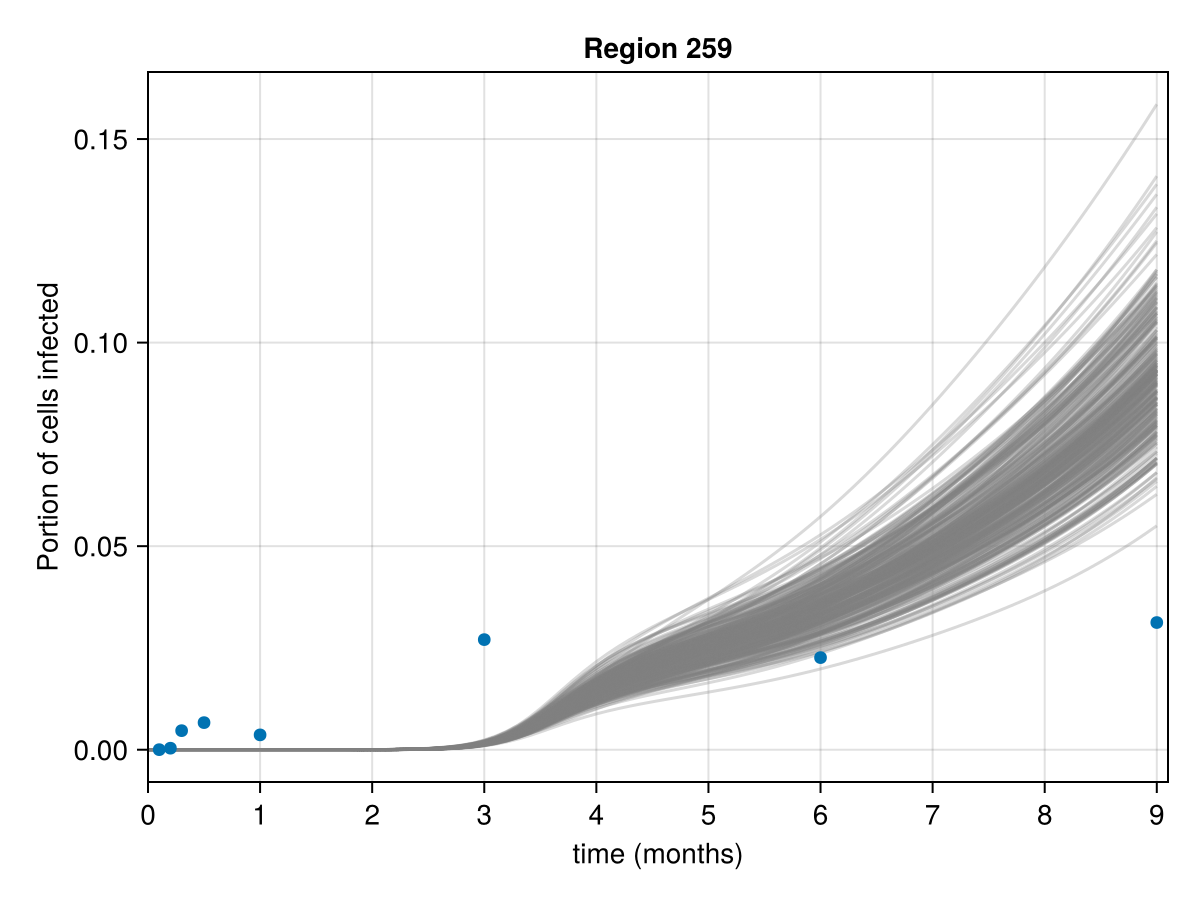 Region 259
Portion of cells infected
0.15
0.10
0.05
0.00
0 1 2 3 4 5 6 7 8 9
time (months)